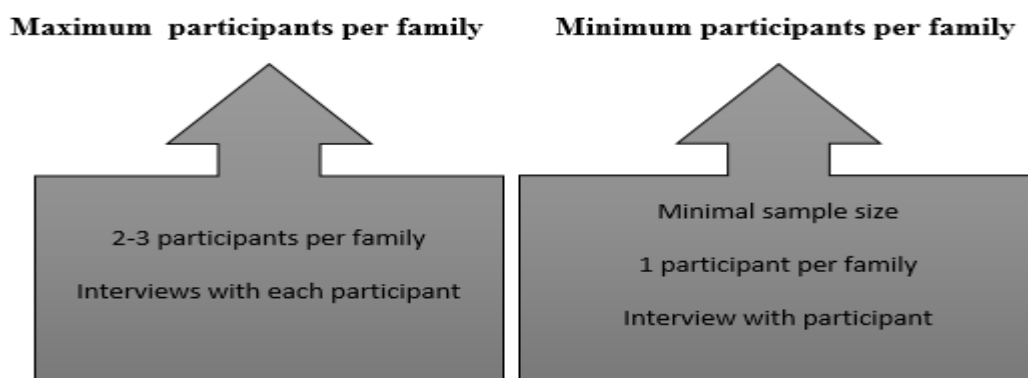 Maximum participants per family
2-3 participants per family
Interviews with each participant
Minimum participants per family
Minimal sample size
1 participant per family
Interview with participant